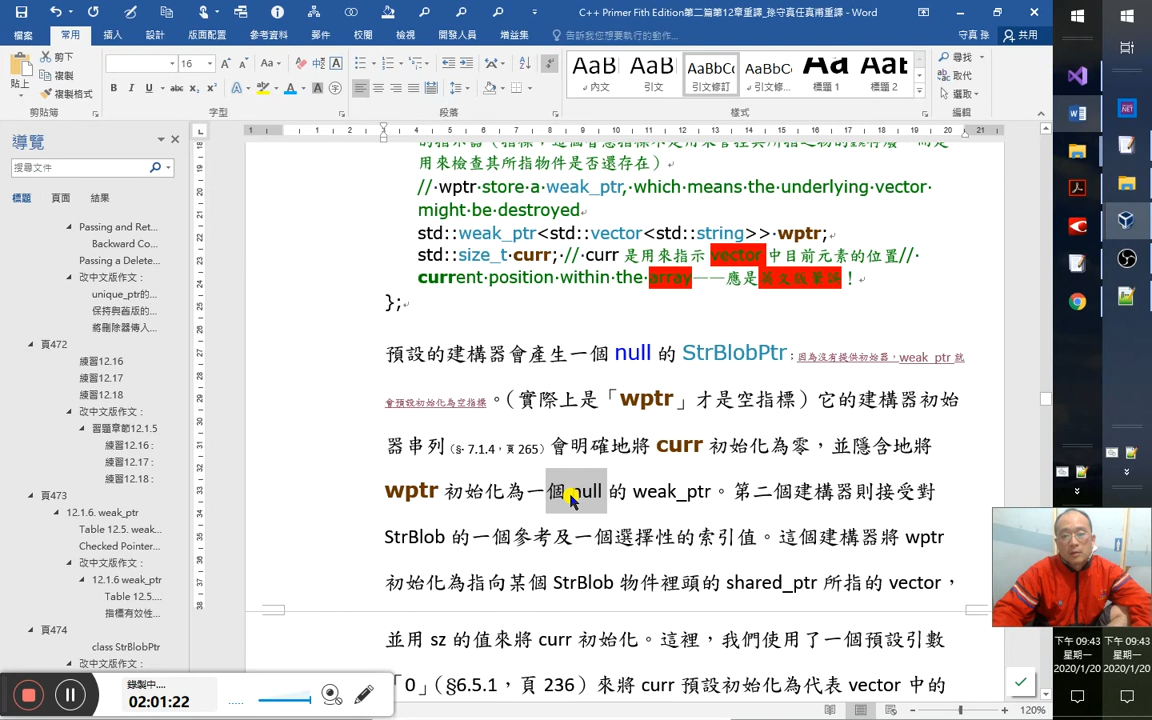 C++ Primer Fith Edition第二篇第12章重譯_孫守真任真甫重譯 - Word
檔案 常用 插入 設計 版面配置 參考資料 郵件 校閱 檢視 開發人員 增益集 告訴我您想要執行的動作... 守真 孫 共用
剪下
複製
複製格式
貼上
16
AaBb AaBb AaBbCc AaBbCc AaBb AaBb
內文 引文 引文修訂 引文修... 標題 1 標題 2
尋找
取代
選取
剪貼簿 字型 段落 樣式 編輯
導覽
搜尋文件
標題 頁面 結果
Passing and Ret...
Backward Co...
Passing a Delete...
改中文版作文 :
unique_ptr的...
保持與舊版的...
將刪除器傳入...
頁472
練習12.16
練習12.17
練習12.18
改中文版作文 :
習題章節12.1.5
練習12.16 :
練習12.17 :
練習12.18 :
頁473
12.1.6. weak_ptr
Table 12.5. weak...
Checked Pointer...
改中文版作文 :
12.1.6 weak_ptr
Table 12.5....
指標有效性...
頁474
class StrBlobPtr
改中文版作文 :
用來檢查其所指物件是否還存在）
// wptr store a weak_ptr, which means the underlying vector
might be destroyed
std::weak_ptr<std::vector<std::string>> wptr;
std::size_t curr; // curr 是用來指示 vector 中目前元素的位置//
current position within the array——應是英文版筆誤！
};
預設的建構器會產生一個 null 的 StrBlobPtr：因為沒有提供初始器，weak_ptr 就
會預設初始化為空指標。（實際上是「wptr」才是空指標）它的建構器初始
器串列（§ 7.1.4，頁 265）會明確地將 curr 初始化為零，並隱含地將
wptr 初始化為一個 null 的 weak_ptr。第二個建構器則接受對
StrBlob 的一個參考及一個選擇性的索引值。這個建構器將 wptr
初始化為指向某個 StrBlob 物件裡頭的 shared_ptr 所指的 vector，
並用 sz 的值來將 curr 初始化。這裡，我們使用了一個預設引數
「0」（§6.5.1，頁 236）來將 curr 預設初始化為代表 vector 中的
錄製中....
02:01:22
120%
下午 09:43
星期一
2020/1/20
下午 09:43
星期一
2020/1/20